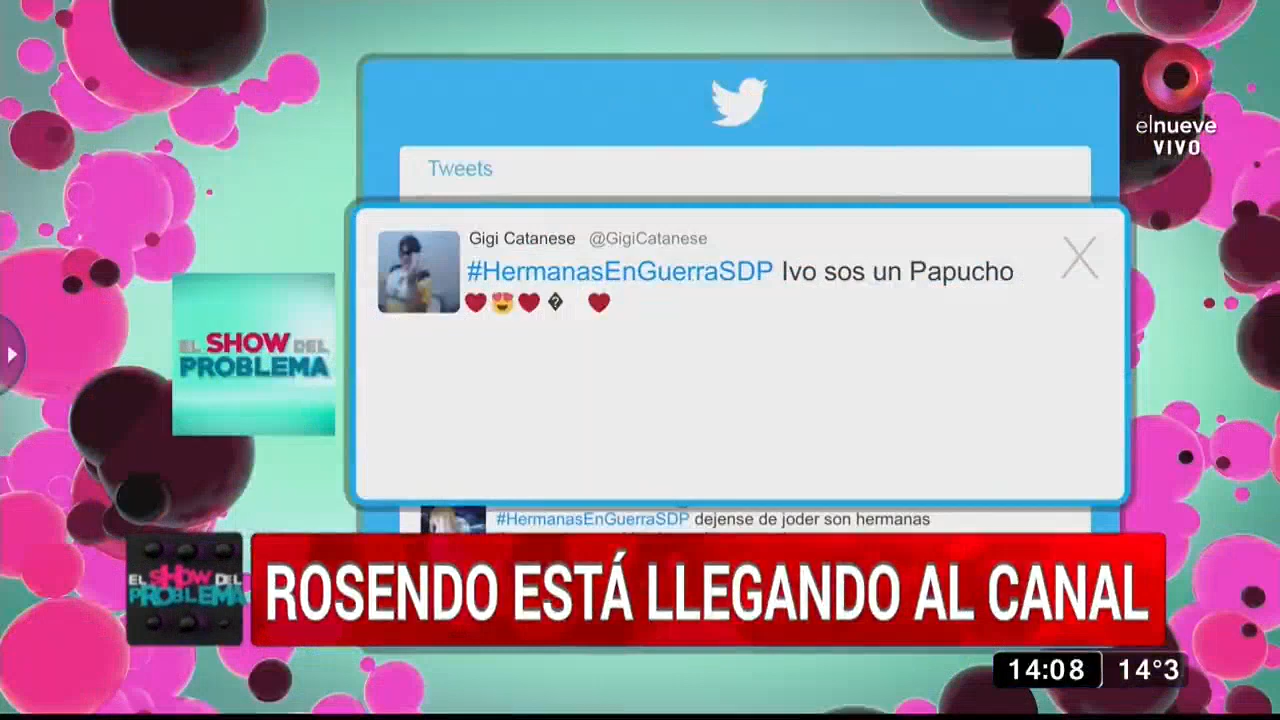 elnueve
VIVO
Tweets
Gigi Catanese @GigiCatanese
#HermanasEnGuerraSDP Ivo sos un Papucho
❤😍❤� ❤
EL SHOW DEL
PROBLEMA
#HermanasEnGuerraSDP dejense de joder son hermanas
EL SHOW DEL
PROBLEMA
ROSENDO ESTÁ LLEGANDO AL CANAL
14:08 14°3